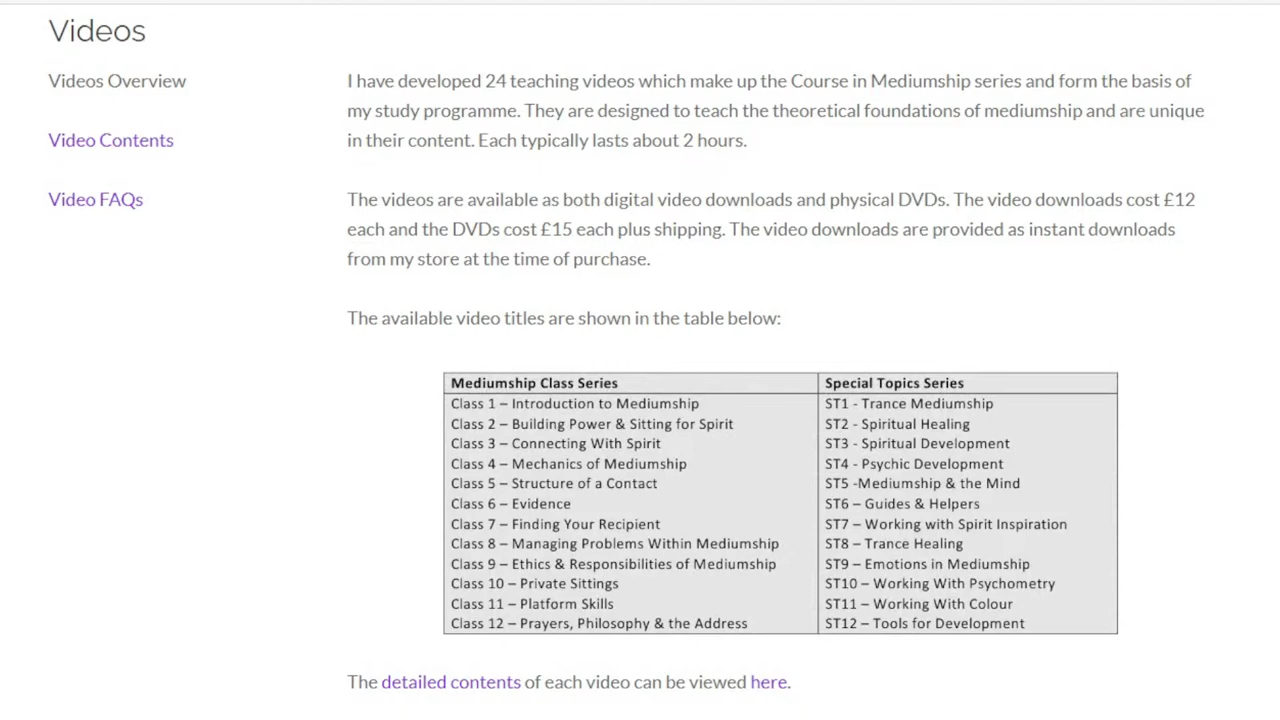 Videos
Videos Overview
Video Contents
Video FAQs
I have developed 24 teaching videos which make up the Course in Mediumship series and form the basis of
my study programme. They are designed to teach the theoretical foundations of mediumship and are unique
in their content. Each typically lasts about 2 hours.
The videos are available as both digital video downloads and physical DVDs. The video downloads cost £12
each and the DVDs cost £15 each plus shipping. The video downloads are provided as instant downloads
from my store at the time of purchase.
The available video titles are shown in the table below:
Mediumship Class Series
Class 1 – Introduction to Mediumship
Class 2 – Building Power & Sitting for Spirit
Class 3 – Connecting With Spirit
Class 4 – Mechanics of Mediumship
Class 5 – Structure of a Contact
Class 6 – Evidence
Class 7 – Finding Your Recipient
Class 8 – Managing Problems Within Mediumship
Class 9 – Ethics & Responsibilities of Mediumship
Class 10 – Private Sittings
Class 11 – Platform Skills
Class 12 – Prayers, Philosophy & the Address
Special Topics Series
ST1 - Trance Mediumship
ST2 - Spiritual Healing
ST3 - Spiritual Development
ST4 - Psychic Development
ST5 -Mediumship & the Mind
ST6 – Guides & Helpers
ST7 – Working with Spirit Inspiration
ST8 – Trance Healing
ST9 – Emotions in Mediumship
ST10 – Working With Psychometry
ST11 – Working With Colour
ST12 – Tools for Development
The detailed contents of each video can be viewed here.